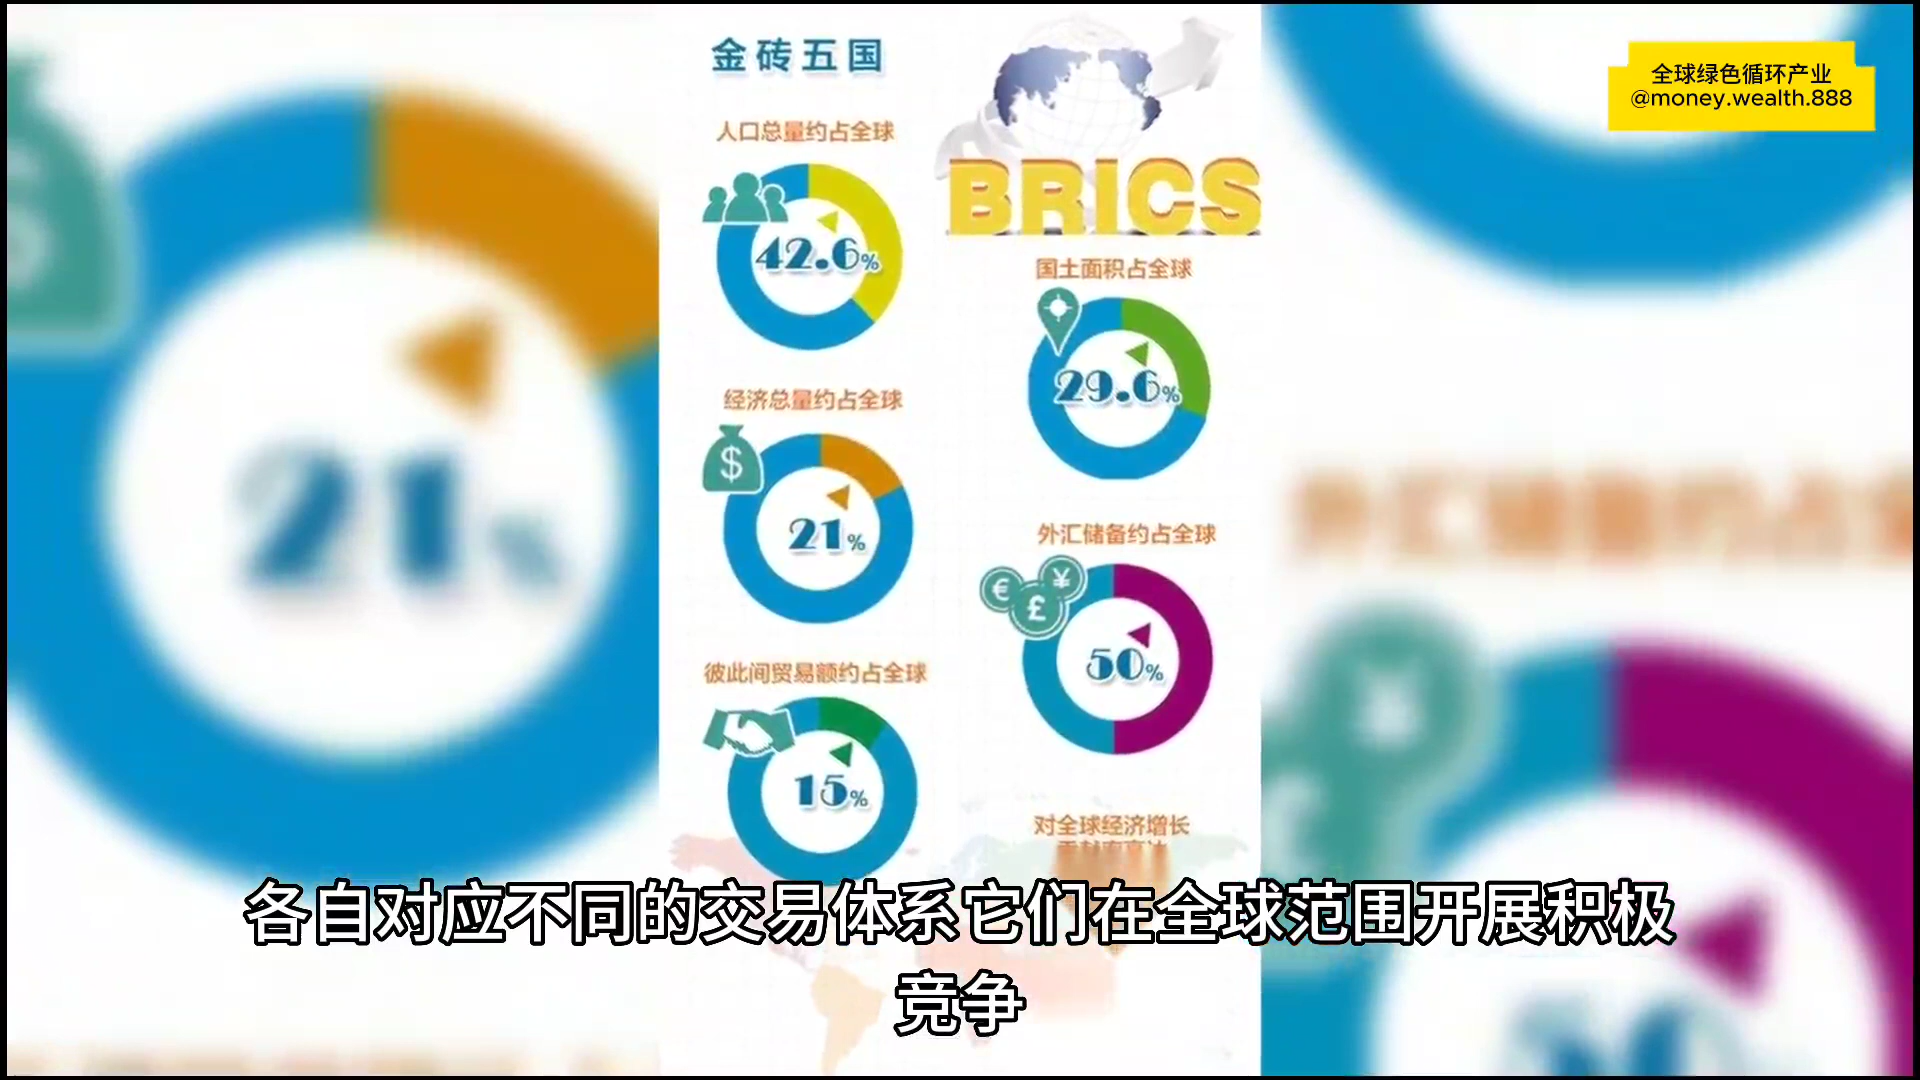 金砖五国
人口总量约占全球
42.6%
经济总量约占全球
$
21%
彼此间贸易额约占全球
15%
BRICS
国土面积占全球
29.6%
外汇储备约占全球
€ £ ¥
50%
对全球经济增长
全球绿色循环产业
@money.wealth.888
21%
各自对应不同的交易体系它们在全球范围开展积极
竞争